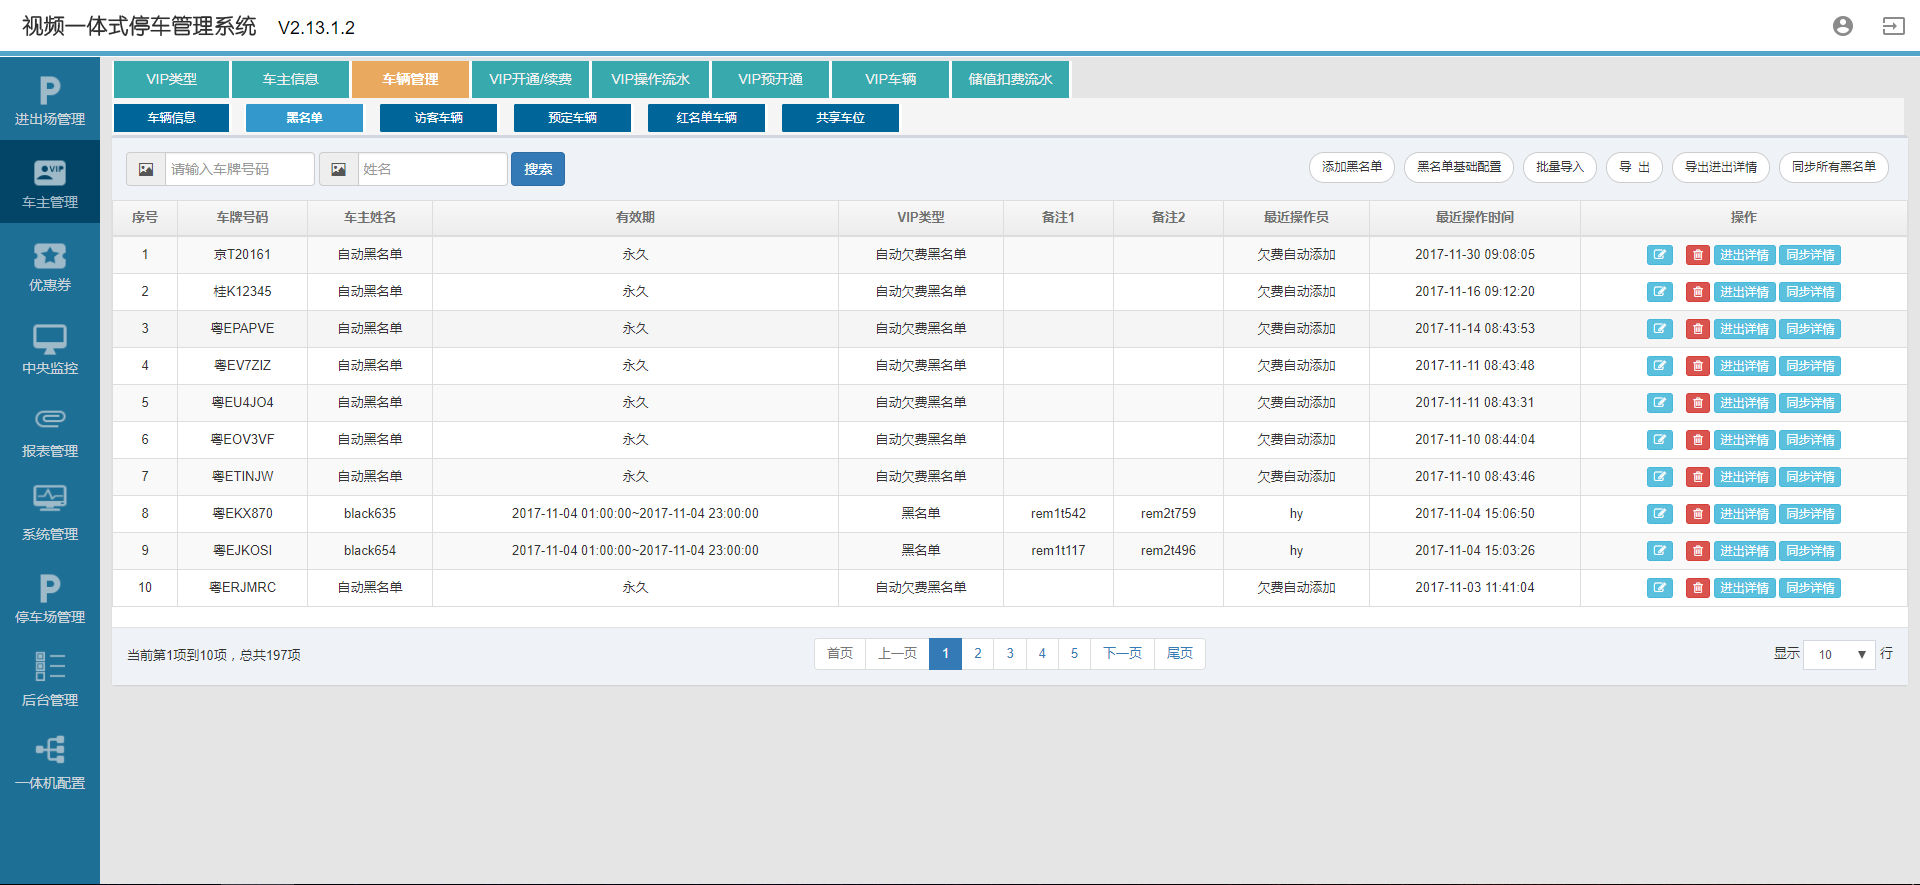 视频一体式停车管理系统 V2.13.1.2
进出场管理
车主管理
优惠券
中央监控
报表管理
系统管理
停车场管理
后台管理
一体机配置
VIP类型 车主信息 车辆管理 VIP开通/续费 VIP操作流水 VIP预开通 VIP车辆 储值扣费流水
车辆信息 黑名单 访客车辆 预定车辆 红名单车辆 共享车位
请输入车牌号码 姓名 搜索 添加黑名单 黑名单基础配置 批量导入 导 出 导出进出详情 同步所有黑名单
序号 车牌号码 车主姓名 有效期 VIP类型 备注1 备注2 最近操作员 最近操作时间 操作
1 京T20161 自动黑名单 永久 自动欠费黑名单 欠费自动添加 2017-11-30 09:08:05 进出详情 同步详情
2 桂K12345 自动黑名单 永久 自动欠费黑名单 欠费自动添加 2017-11-16 09:12:20 进出详情 同步详情
3 粤EPAPVE 自动黑名单 永久 自动欠费黑名单 欠费自动添加 2017-11-14 08:43:53 进出详情 同步详情
4 粤EV7ZIZ 自动黑名单 永久 自动欠费黑名单 欠费自动添加 2017-11-11 08:43:48 进出详情 同步详情
5 粤EU4JO4 自动黑名单 永久 自动欠费黑名单 欠费自动添加 2017-11-11 08:43:31 进出详情 同步详情
6 粤EOV3VF 自动黑名单 永久 自动欠费黑名单 欠费自动添加 2017-11-10 08:44:04 进出详情 同步详情
7 粤ETINJW 自动黑名单 永久 自动欠费黑名单 欠费自动添加 2017-11-10 08:43:46 进出详情 同步详情
8 粤EKX870 black635 2017-11-04 01:00:00~2017-11-04 23:00:00 黑名单 rem1t542 rem2t759 hy 2017-11-04 15:06:50 进出详情 同步详情
9 粤EJKOSI black654 2017-11-04 01:00:00~2017-11-04 23:00:00 黑名单 rem1t117 rem2t496 hy 2017-11-04 15:03:26 进出详情 同步详情
10 粤ERJMRC 自动黑名单 永久 自动欠费黑名单 欠费自动添加 2017-11-03 11:41:04 进出详情 同步详情
当前第1项到10项，总共197项 首页 上一页 1 2 3 4 5 下一页 尾页 显示 10 行